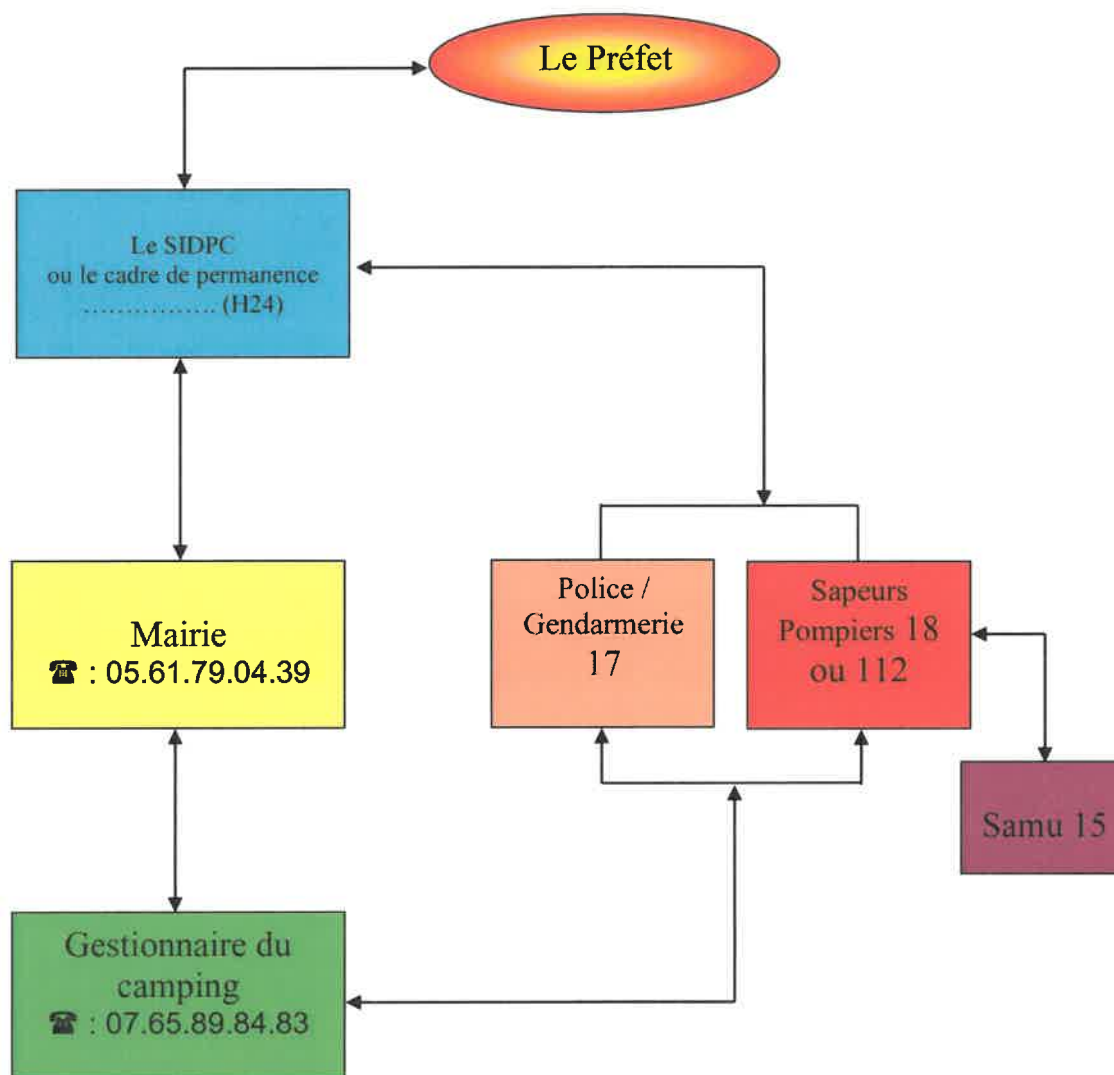 Le Préfet
Le SIDPC
ou le cadre de permanence
................ (H24)
Mairie
☎ : 05.61.79.04.39
Police /
Gendarmerie
17
Sapeurs
Pompiers 18
ou 112
Samu 15
Gestionnaire du
camping
☎ : 07.65.89.84.83